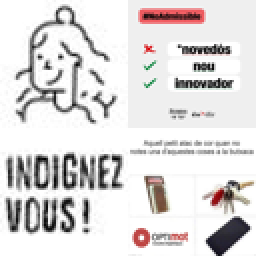 #NoAdmissible
*novedós
nou
innovador
INDIGNEZ
VOUS!
Aquell petit atac de cor quan no
notes una d'aquestes coses a la butxaca
optimot